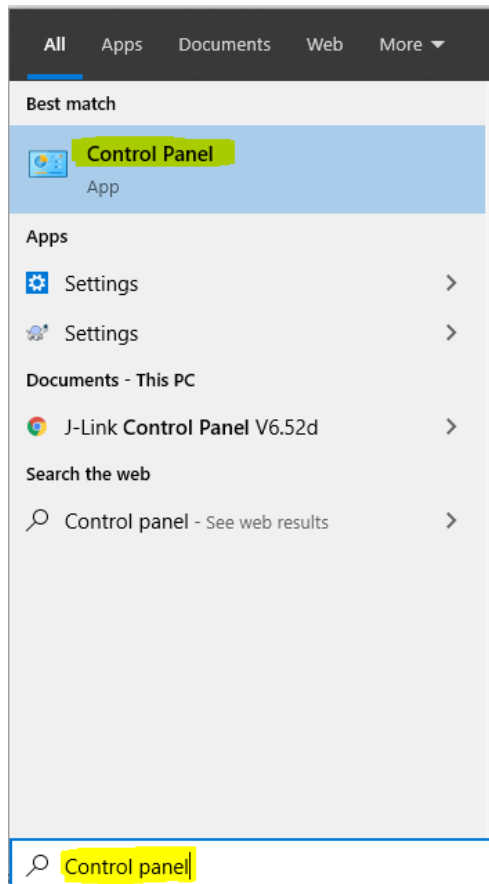 All Apps Documents Web More
Best match
Control Panel
App
Apps
Settings
Settings
Documents - This PC
J-Link Control Panel V6.52d
Search the web
Control panel - See web results
Control panel